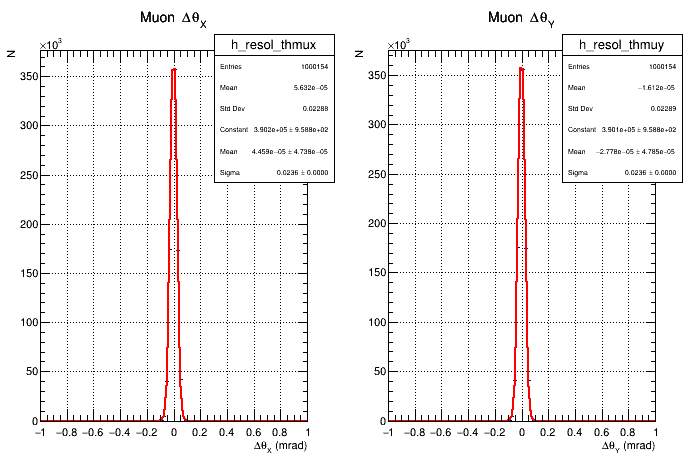 Muon Δθ_X
×10³
N
h_resol_thmux
Entries 1000154
Mean 5.632e−05
Std Dev 0.02289
Constant 3.902e+05 ± 9.588e+02
Mean 4.459e−05 ± 4.738e−05
Sigma 0.0236 ± 0.0000
350
300
250
200
150
100
50
0
−1 −0.8 −0.6 −0.4 −0.2 0 0.2 0.4 0.6 0.8 1
Δθ_X (mrad)
Muon Δθ_Y
×10³
N
h_resol_thmuy
Entries 1000154
Mean −1.612e−05
Std Dev 0.02289
Constant 3.901e+05 ± 9.588e+02
Mean −2.778e−05 ± 4.785e−05
Sigma 0.0236 ± 0.0000
350
300
250
200
150
100
50
0
−1 −0.8 −0.6 −0.4 −0.2 0 0.2 0.4 0.6 0.8 1
Δθ_Y (mrad)